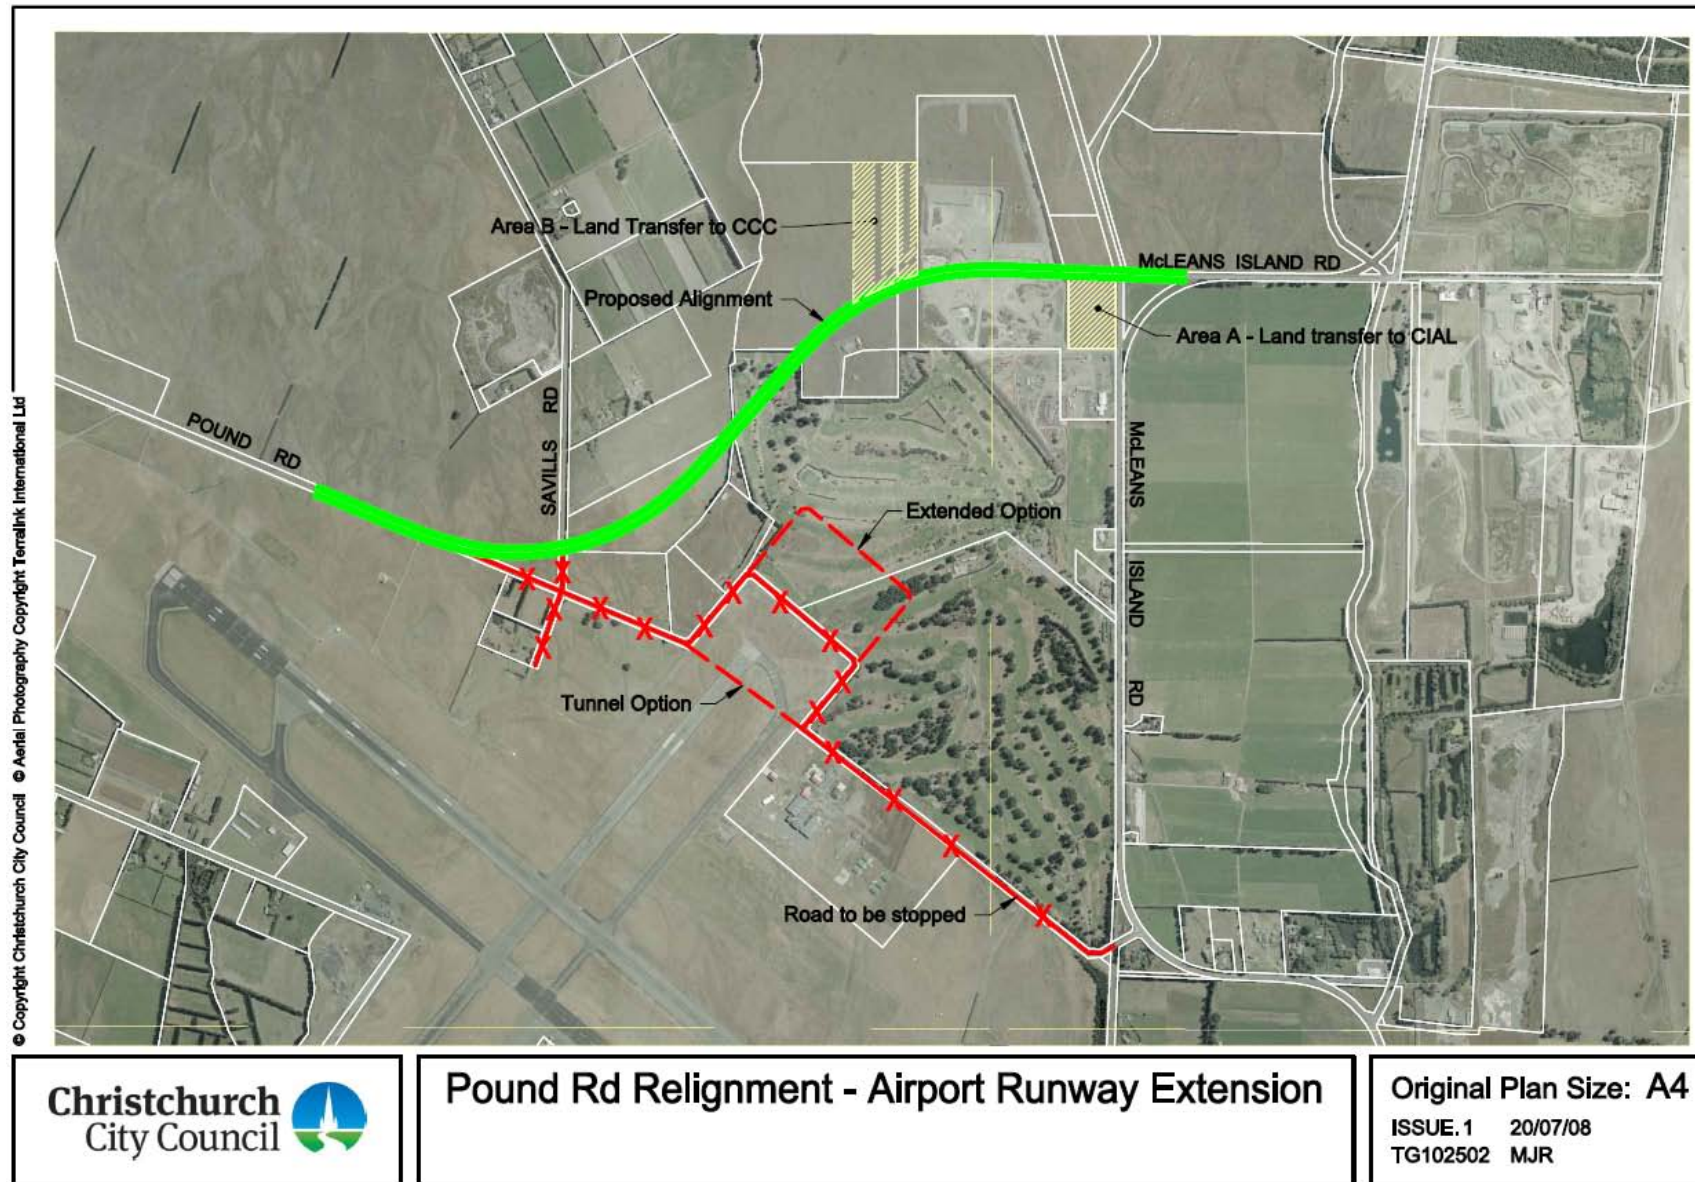 Area B - Land Transfer to CCC
McLEANS ISLAND RD
Proposed Alignment
Area A - Land transfer to CIAL
POUND RD
SAVILLS RD
McLEANS ISLAND RD
Extended Option
Tunnel Option
Road to be stopped
© Copyright Christchurch City Council © Aerial Photography Copyright Terralink International Ltd
Christchurch
City Council
Pound Rd Relignment - Airport Runway Extension
Original Plan Size: A4
ISSUE.1 20/07/08
TG102502 MJR